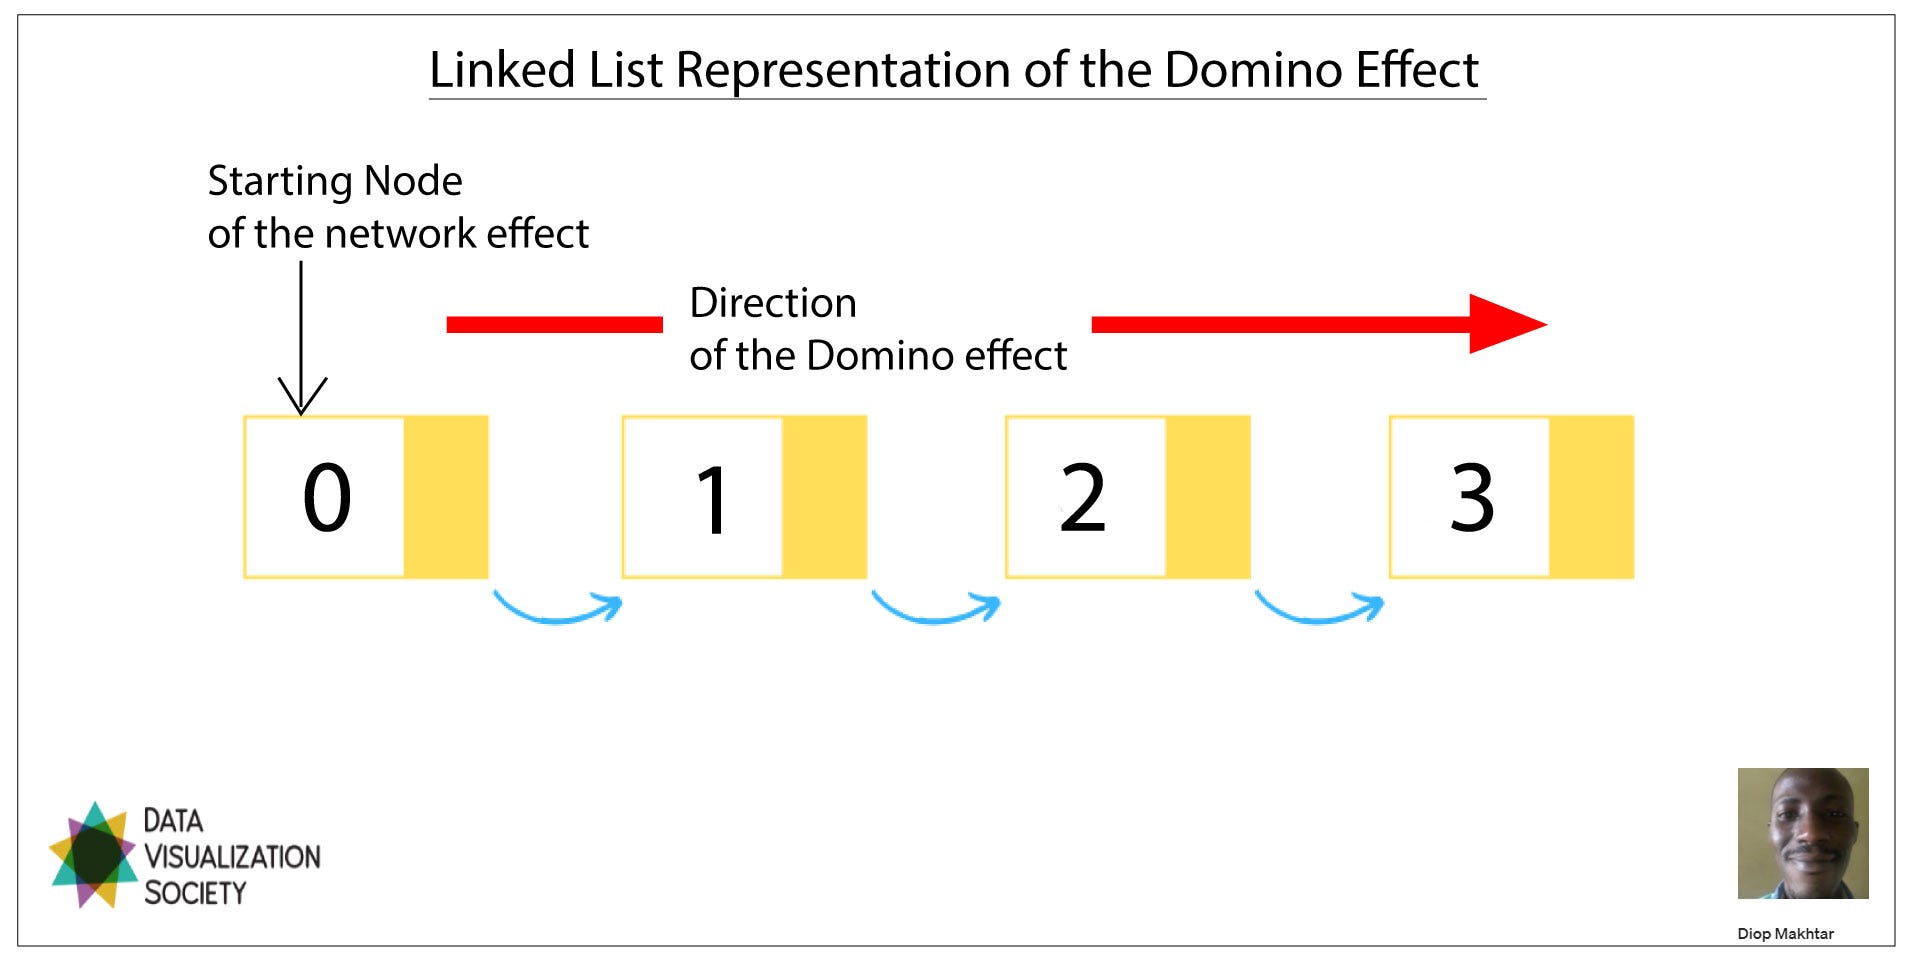 Linked List Representation of the Domino Effect
Starting Node
of the network effect
Direction
of the Domino effect
0
1
2
3
DATA
VISUALIZATION
SOCIETY
Diop Makhtar